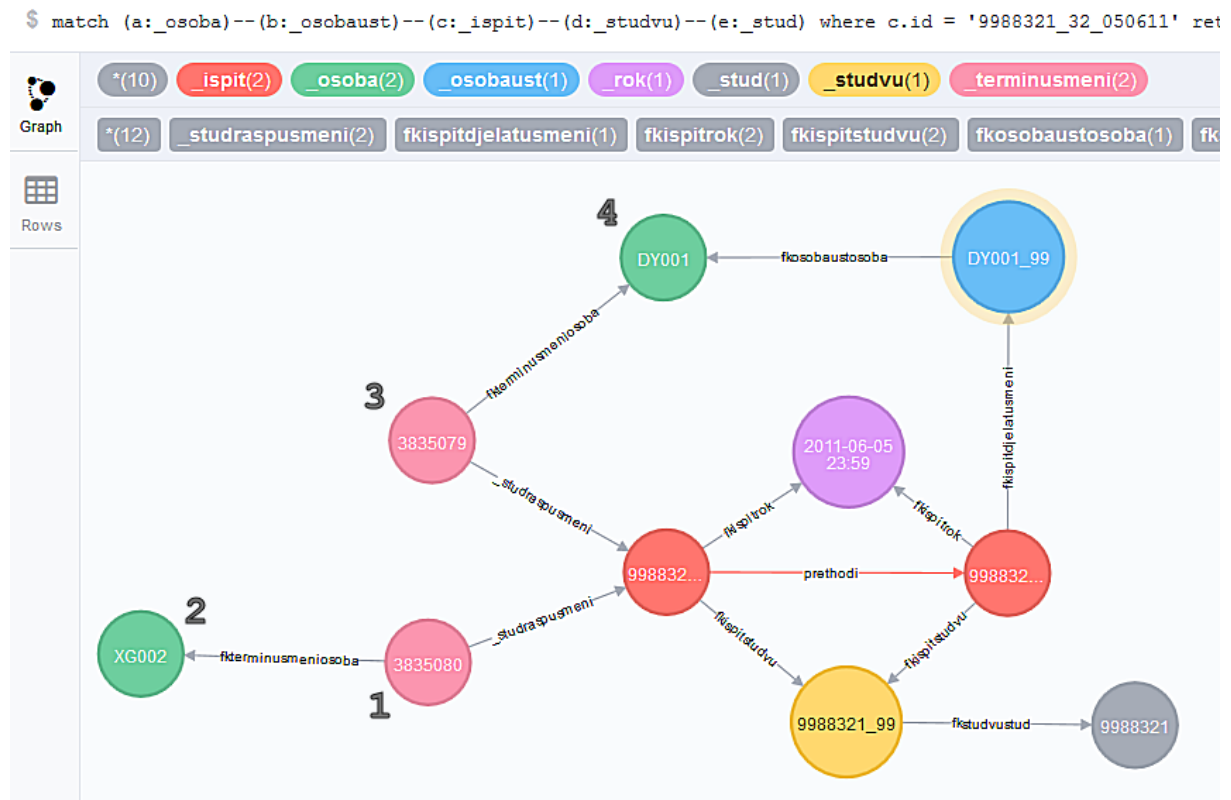 $ match (a:_osoba)--(b:_osobaust)--(c:_ispit)--(d:_studvu)--(e:_stud) where c.id = '9988321_32_050611' ret
*(10) _ispit(2) _osoba(2) _osobaust(1) _rok(1) _stud(1) _studvu(1) _terminusmeni(2)
Graph
*(12) _studraspusmeni(2) fkispitdjelatusmeni(1) fkispitrok(2) fkispitstudvu(2) fkosobaustosoba(1) fk
Rows
4
DY001
fkosobaustosoba
DY001_99
fkterminusmeniosoba
fkispitdjelatusmeni
3
3835079
2011-06-05
23:59
_studraspusmeni
fkispitrok
fkispitrok
998832...
prethodi
998832...
_studraspusmeni
fkispitstudvu
fkispitstudvu
2
XG002
fkterminusmeniosoba
3835080
1
9988321_99
fkstudvustud
9988321